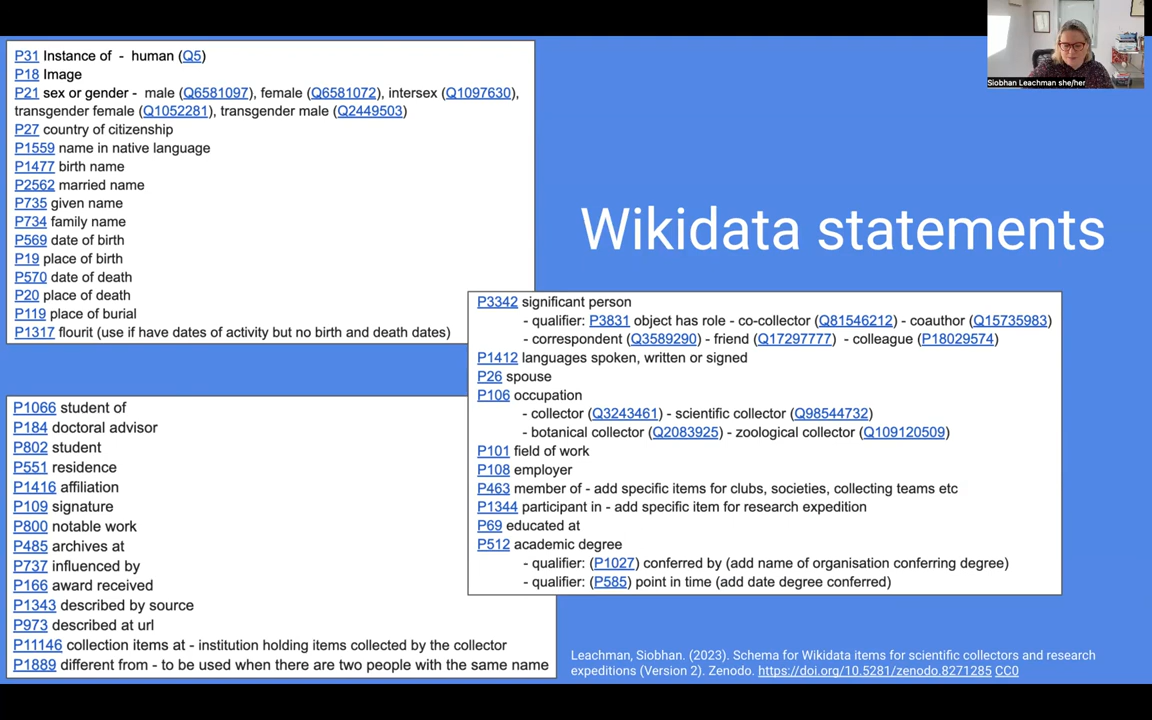 Siobhan Leachman she/her
P31 Instance of - human (Q5)
P18 Image
P21 sex or gender - male (Q6581097), female (Q6581072), intersex (Q1097630),
transgender female (Q1052281), transgender male (Q2449503)
P27 country of citizenship
P1559 name in native language
P1477 birth name
P2562 married name
P735 given name
P734 family name
P569 date of birth
P19 place of birth
P570 date of death
P20 place of death
P119 place of burial
P1317 flourit (use if have dates of activity but no birth and death dates)
Wikidata statements
P3342 significant person
- qualifier: P3831 object has role - co-collector (Q81546212) - coauthor (Q15735983)
- correspondent (Q3589290) - friend (Q17297777) - colleague (P18029574)
P1412 languages spoken, written or signed
P26 spouse
P106 occupation
- collector (Q3243461) - scientific collector (Q98544732)
- botanical collector (Q2083925) - zoological collector (Q109120509)
P101 field of work
P108 employer
P463 member of - add specific items for clubs, societies, collecting teams etc
P1344 participant in - add specific item for research expedition
P69 educated at
P512 academic degree
- qualifier: (P1027) conferred by (add name of organisation conferring degree)
- qualifier: (P585) point in time (add date degree conferred)
P1066 student of
P184 doctoral advisor
P802 student
P551 residence
P1416 affiliation
P109 signature
P800 notable work
P485 archives at
P737 influenced by
P166 award received
P1343 described by source
P973 described at url
P11146 collection items at - institution holding items collected by the collector
P1889 different from - to be used when there are two people with the same name
Leachman, Siobhan. (2023). Schema for Wikidata items for scientific collectors and research
expeditions (Version 2). Zenodo. https://doi.org/10.5281/zenodo.8271285 CC0